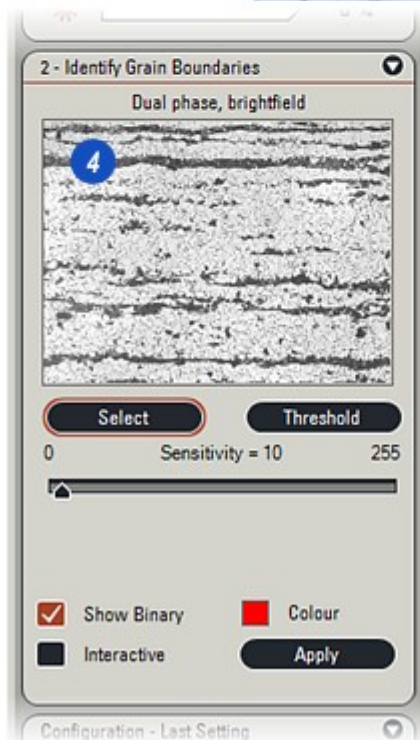 2 - Identify Grain Boundaries
Dual phase, brightfield
4
Select Threshold
0 Sensitivity = 10 255
Show Binary Colour
Interactive Apply
Configuration - Last Setting